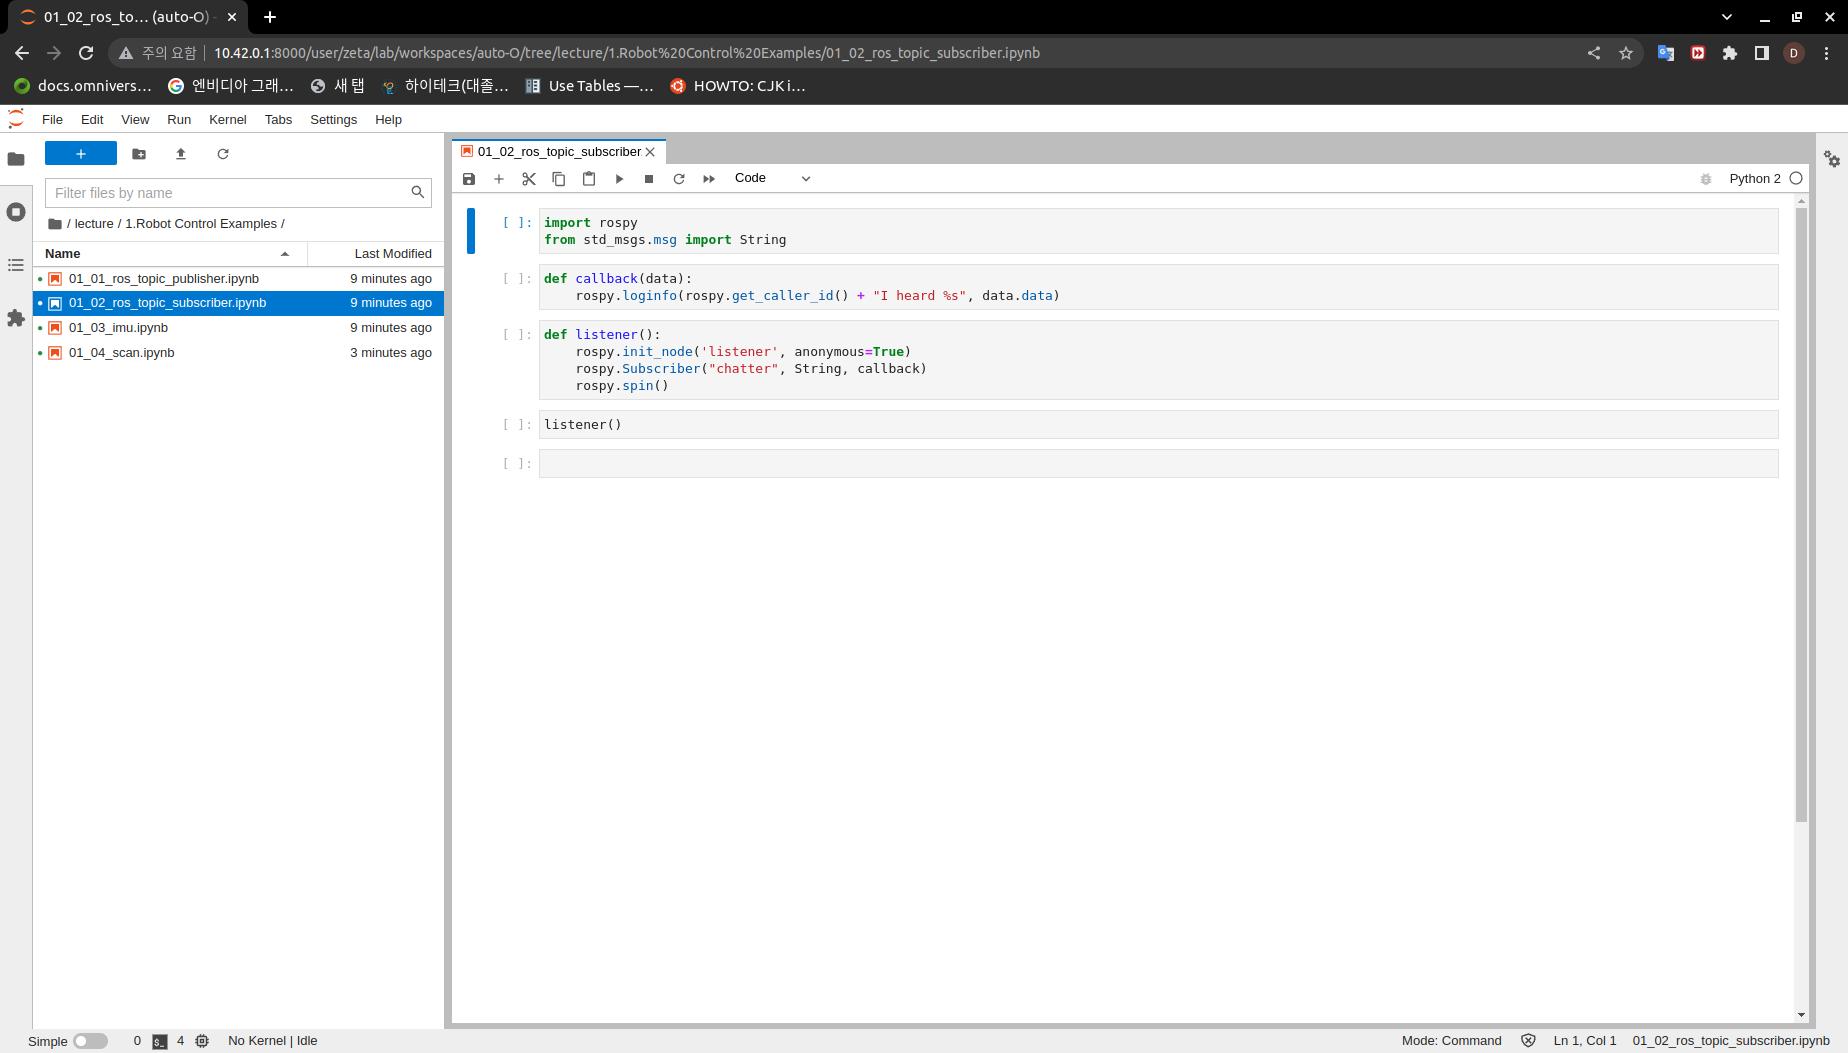 01_02_ros_to… (auto-O) -
주의 요함 10.42.0.1:8000/user/zeta/lab/workspaces/auto-O/tree/lecture/1.Robot%20Control%20Examples/01_02_ros_topic_subscriber.ipynb
D
docs.omnivers… 엔비디아 그래… 새 탭 하이테크(대졸… Use Tables —… HOWTO: CJK i…
File Edit View Run Kernel Tabs Settings Help
Filter files by name
/ lecture / 1.Robot Control Examples /
Name Last Modified
01_01_ros_topic_publisher.ipynb 9 minutes ago
01_02_ros_topic_subscriber.ipynb 9 minutes ago
01_03_imu.ipynb 9 minutes ago
01_04_scan.ipynb 3 minutes ago
01_02_ros_topic_subscriber.
Code Python 2
[ ]: import rospy
from std_msgs.msg import String
[ ]: def callback(data):
rospy.loginfo(rospy.get_caller_id() + "I heard %s", data.data)
[ ]: def listener():
rospy.init_node('listener', anonymous=True)
rospy.Subscriber("chatter", String, callback)
rospy.spin()
[ ]: listener()
[ ]:
Simple 0 $_ 4 No Kernel | Idle Mode: Command Ln 1, Col 1 01_02_ros_topic_subscriber.ipynb